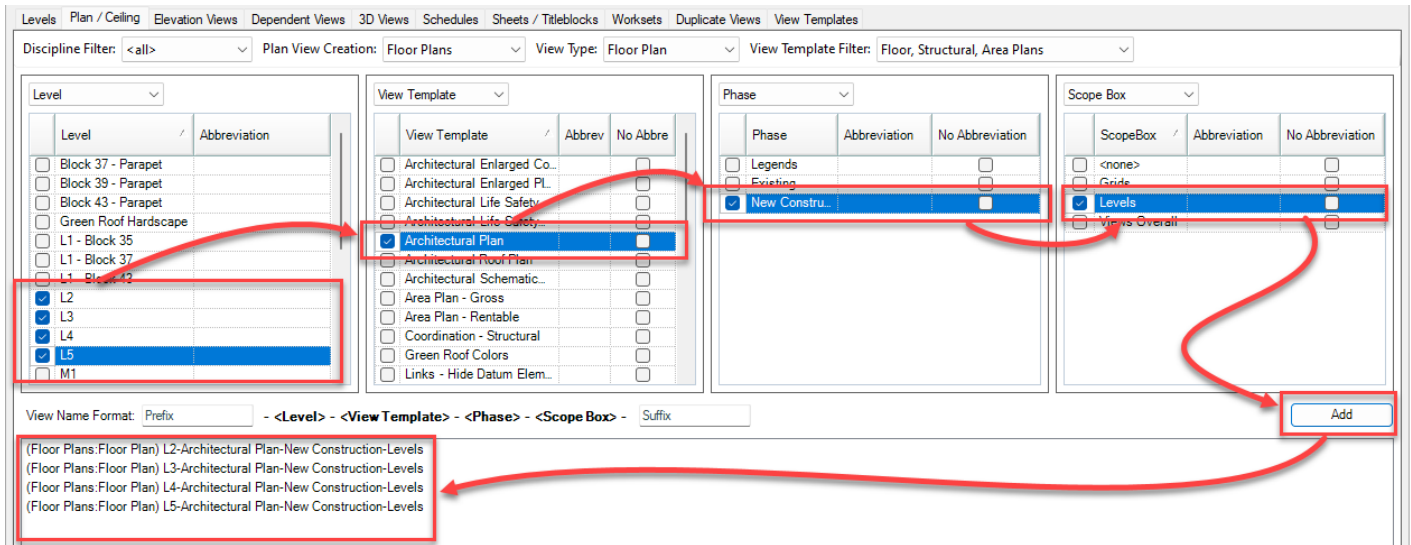 Levels Plan / Ceiling Elevation Views Dependent Views 3D Views Schedules Sheets / Titleblocks Worksets Duplicate Views View Templates
Discipline Filter: <all> Plan View Creation: Floor Plans View Type: Floor Plan View Template Filter: Floor, Structural, Area Plans
Level
Level Abbreviation
Block 37 - Parapet
Block 39 - Parapet
Block 43 - Parapet
Green Roof Hardscape
L1 - Block 35
L1 - Block 37
L1 - Block 43
L2
L3
L4
L5
M1
View Template
View Template Abbrev No Abbre
Architectural Enlarged Co...
Architectural Enlarged Pl...
Architectural Life Safety
Architectural Life Safety...
Architectural Plan
Architectural Roof Plan
Architectural Schematic...
Area Plan - Gross
Area Plan - Rentable
Coordination - Structural
Green Roof Colors
Links - Hide Datum Elem...
Phase
Phase Abbreviation No Abbreviation
Legends
Existing
New Constru...
Scope Box
ScopeBox Abbreviation No Abbreviation
<none>
Grids
Levels
Views Overall
View Name Format: Prefix - <Level> - <View Template> - <Phase> - <Scope Box> - Suffix
Add
(Floor Plans:Floor Plan) L2-Architectural Plan-New Construction-Levels
(Floor Plans:Floor Plan) L3-Architectural Plan-New Construction-Levels
(Floor Plans:Floor Plan) L4-Architectural Plan-New Construction-Levels
(Floor Plans:Floor Plan) L5-Architectural Plan-New Construction-Levels